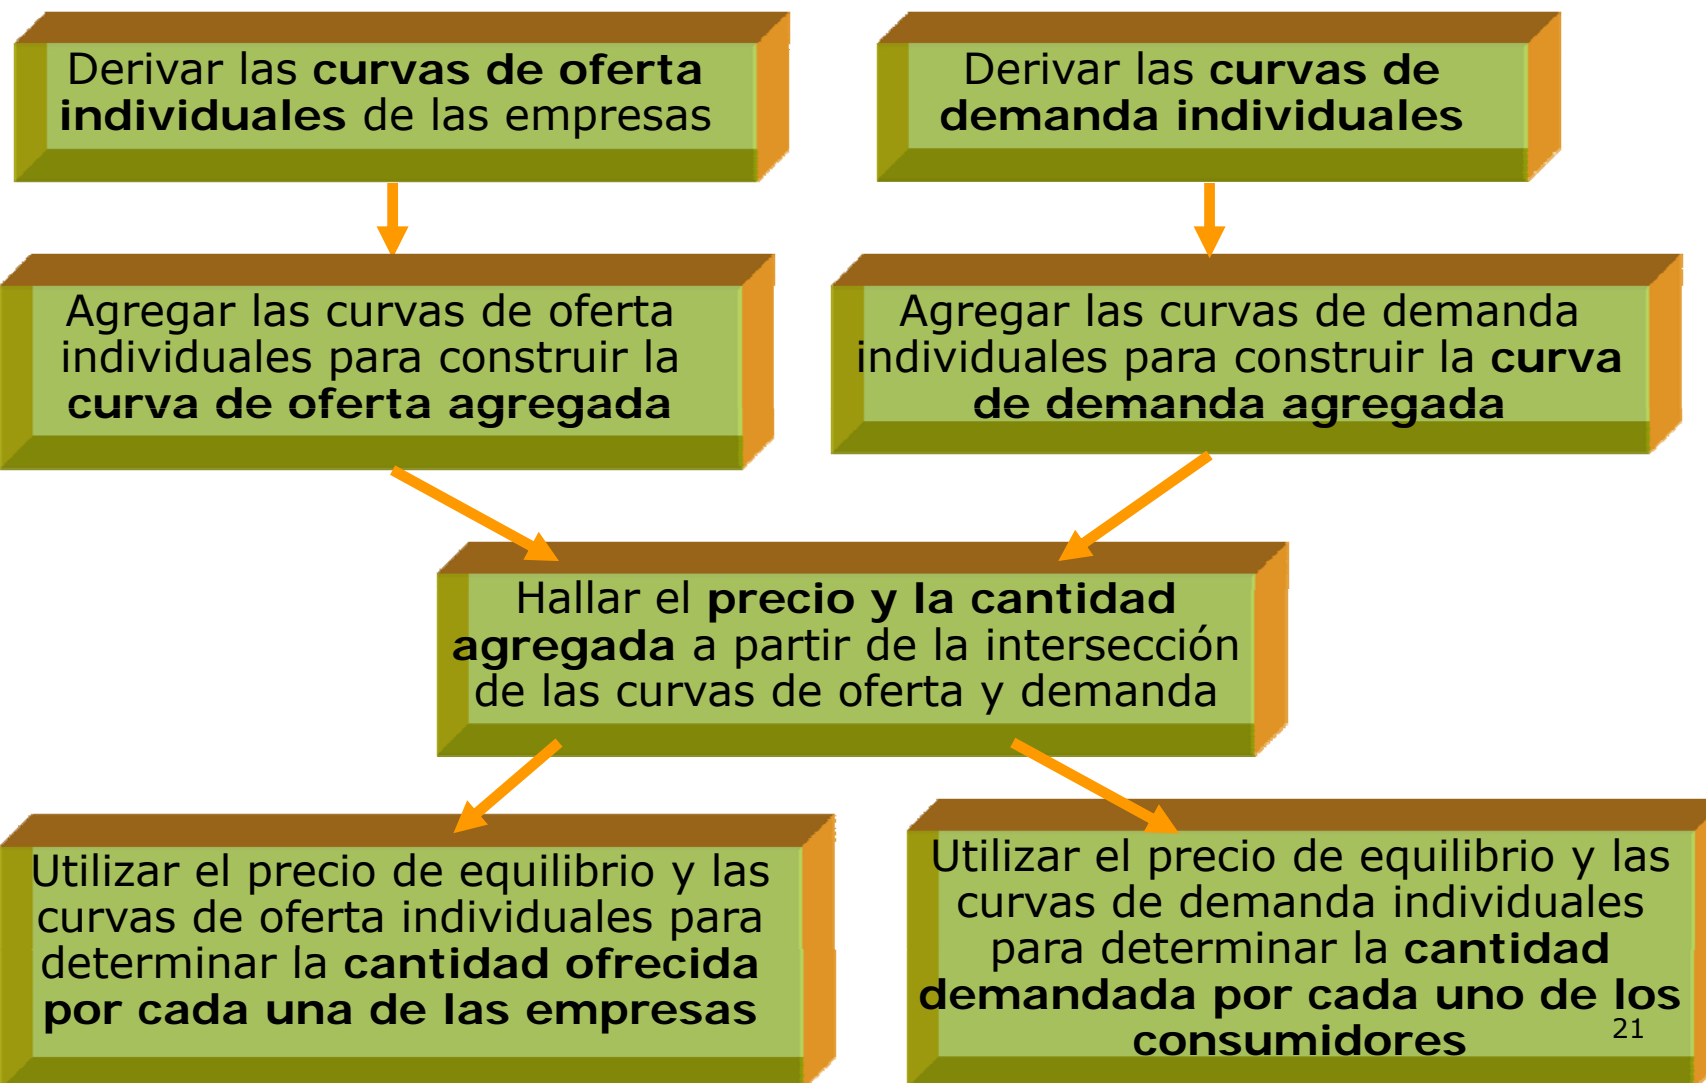 Derivar las curvas de oferta
individuales de las empresas
Derivar las curvas de
demanda individuales
Agregar las curvas de oferta
individuales para construir la
curva de oferta agregada
Agregar las curvas de demanda
individuales para construir la curva
de demanda agregada
Hallar el precio y la cantidad
agregada a partir de la intersección
de las curvas de oferta y demanda
Utilizar el precio de equilibrio y las
curvas de oferta individuales para
determinar la cantidad ofrecida
por cada una de las empresas
Utilizar el precio de equilibrio y las
curvas de demanda individuales
para determinar la cantidad
demandada por cada uno de los
consumidores
21